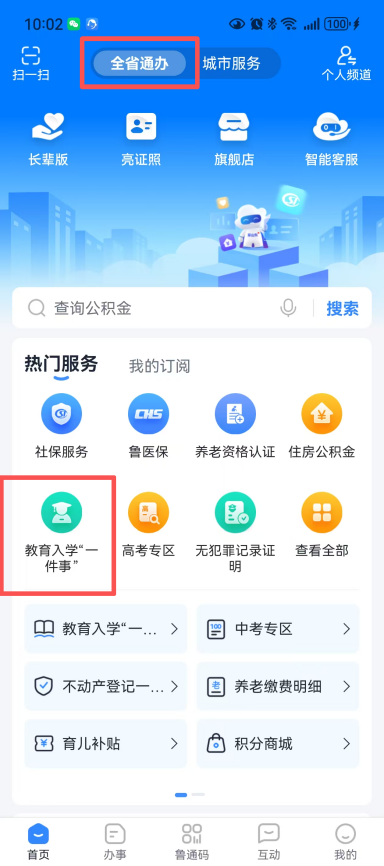 10:02
100
扫一扫
全省通办
城市服务
个人频道
长辈版
亮证照
旗舰店
智能客服
查询公积金
搜索
热门服务
我的订阅
社保服务
CHS
鲁医保
养老资格认证
住房公积金
教育入学“一
件事”
高考专区
无犯罪记录证
明
查看全部
教育入学“一...
100
中考专区
不动产登记一...
老
养老缴费明细
育儿补贴
积分商城
首页
办事
鲁通码
互动
我的